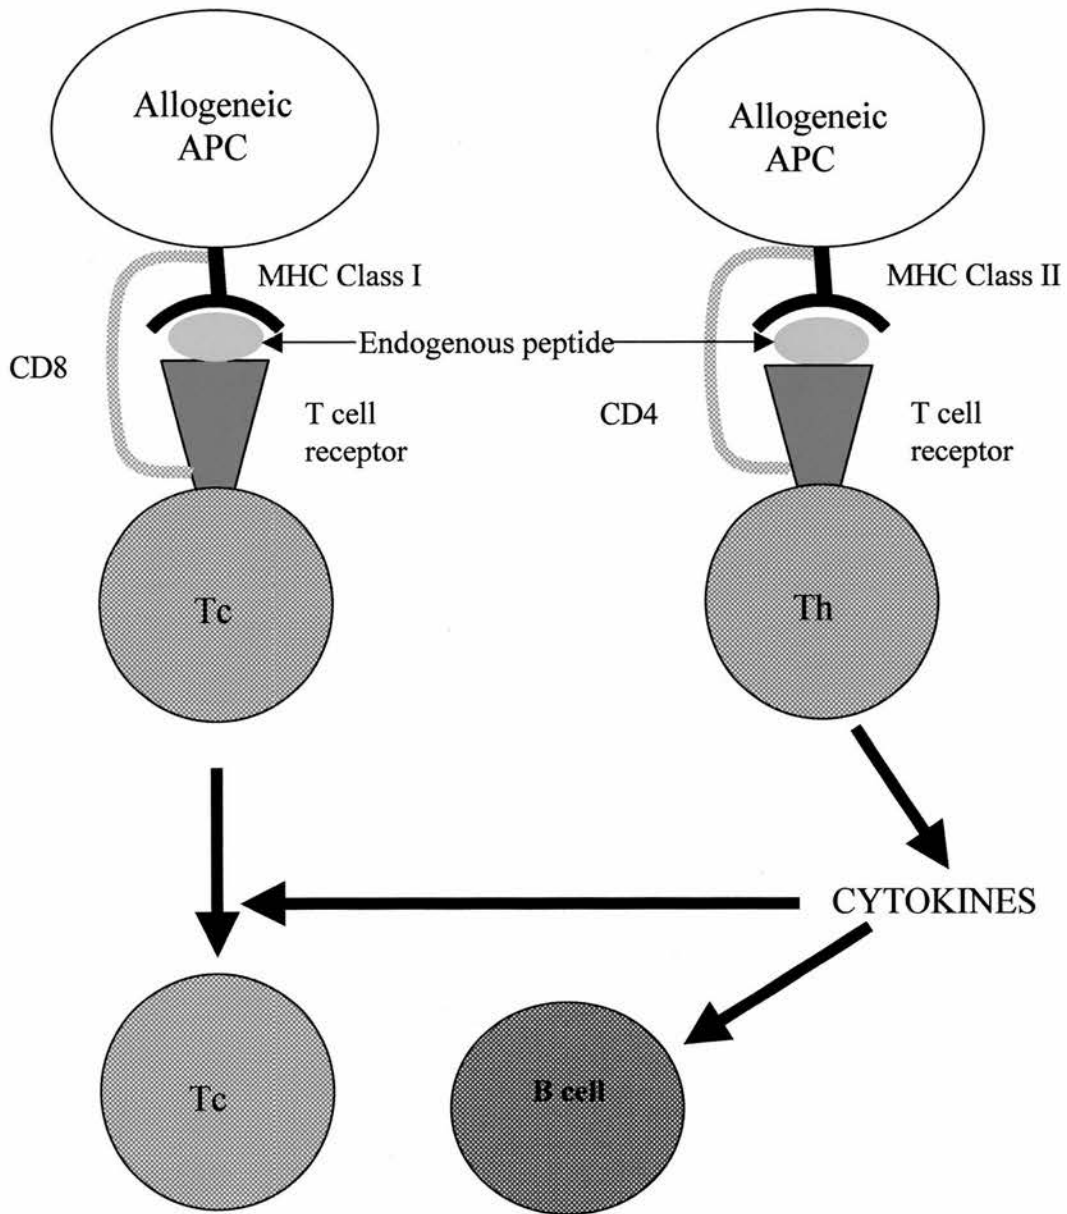 Allogeneic
APC
Allogeneic
APC
MHC Class I
MHC Class II
Endogenous peptide
CD8
T cell
receptor
CD4
T cell
receptor
Tc
Th
CYTOKINES
Tc
B cell